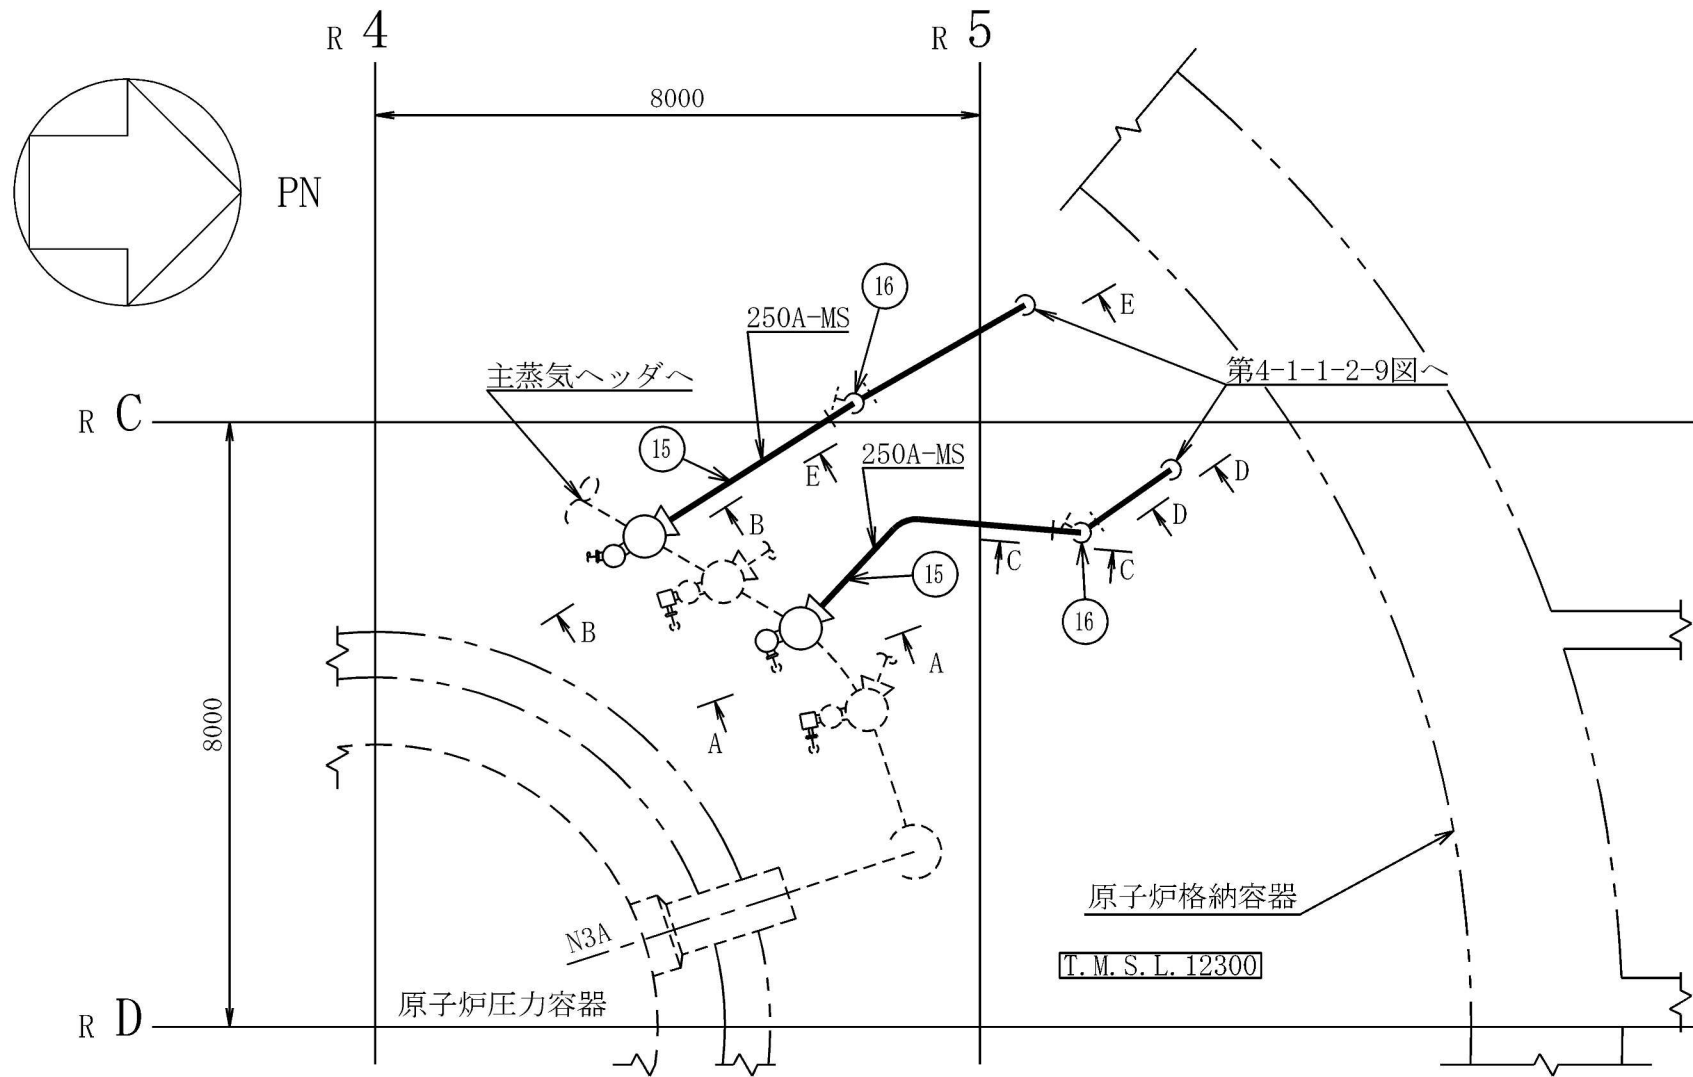 R 4
R 5
8000
PN
16
E
250A-MS
主蒸気ヘッダへ
第4-1-1-2-9図へ
R C
15
E
250A-MS
D
D
B
C
C
15
16
B
A
A
8000
原子炉格納容器
N3A
T.M.S.L.12300
原子炉圧力容器
R D